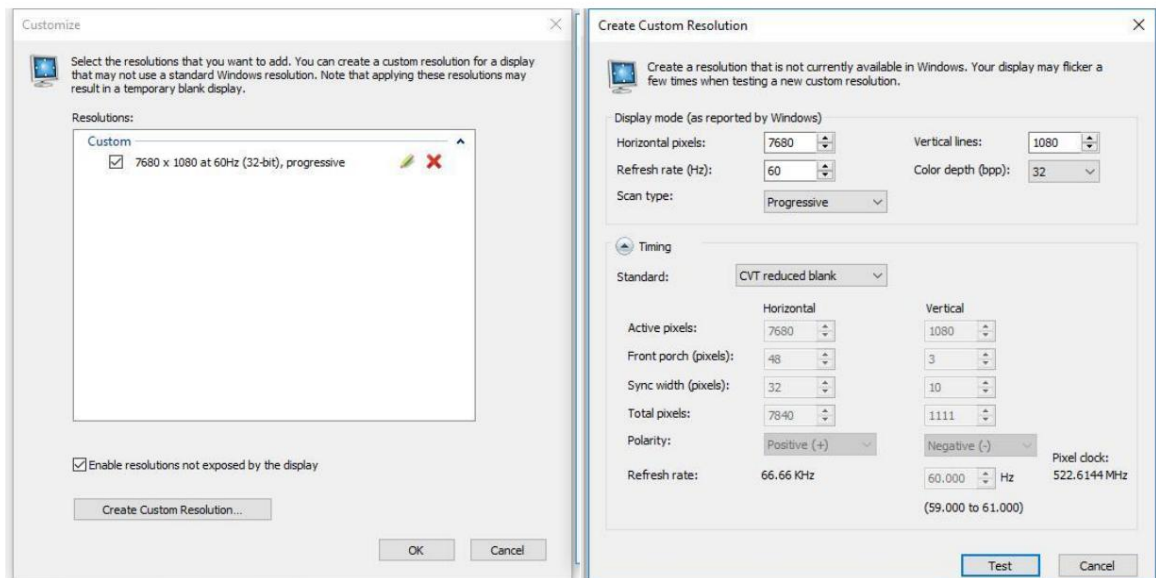 Customize
Select the resolutions that you want to add. You can create a custom resolution for a display
that may not use a standard Windows resolution. Note that applying these resolutions may
result in a temporary blank display.
Resolutions:
Custom
7680 x 1080 at 60Hz (32-bit), progressive
Enable resolutions not exposed by the display
Create Custom Resolution...
OK Cancel
Create Custom Resolution
Create a resolution that is not currently available in Windows. Your display may flicker a
few times when testing a new custom resolution.
Display mode (as reported by Windows)
Horizontal pixels: 7680 Vertical lines: 1080
Refresh rate (Hz): 60 Color depth (bpp): 32
Scan type: Progressive
Timing
Standard: CVT reduced blank
Horizontal Vertical
Active pixels: 7680 1080
Front porch (pixels): 48 3
Sync width (pixels): 32 10
Total pixels: 7840 1111
Polarity: Positive (+) Negative (-)
Pixel clock:
Refresh rate: 66.66 KHz 60.000 Hz 522.6144 MHz
(59.000 to 61.000)
Test Cancel